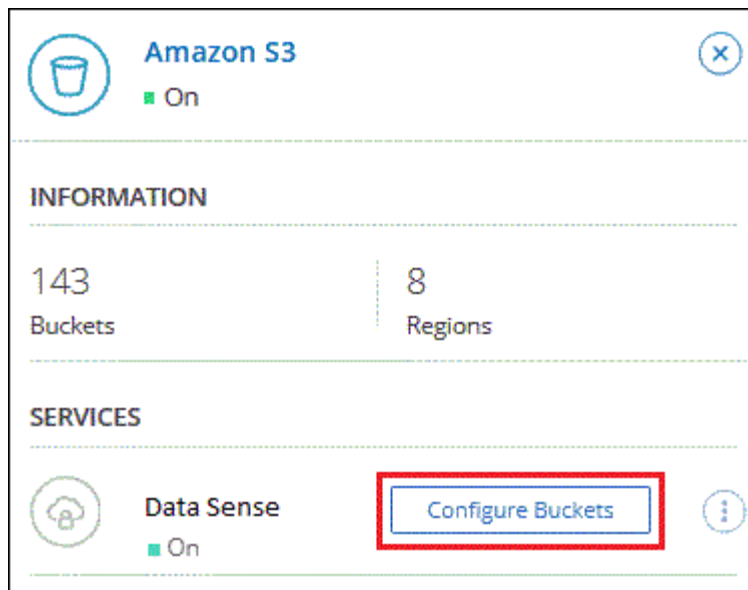 Amazon S3
On
INFORMATION
143 8
Buckets Regions
SERVICES
Data Sense Configure Buckets
On